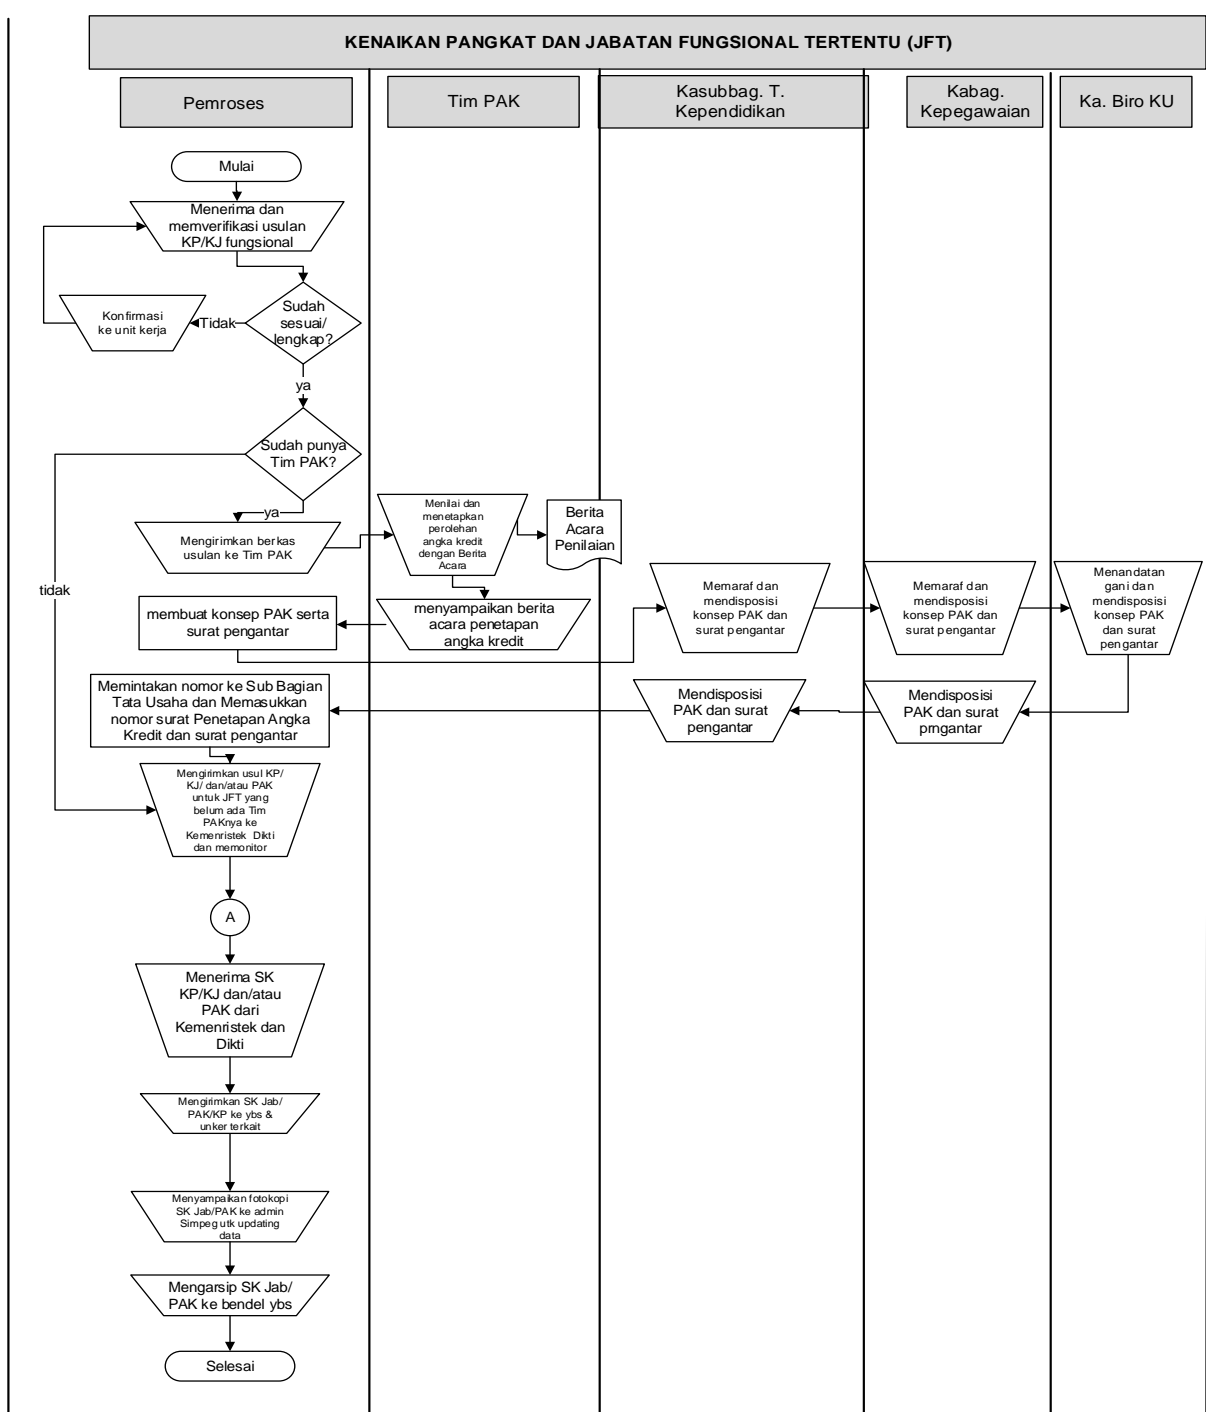 KENAIKAN PANGKAT DAN JABATAN FUNGSIONAL TERTENTU (JFT)
Pemroses
Tim PAK
Kasubbag. T.
Kependidikan
Kabag.
Kepegawaian
Ka. Biro KU
Mulai
Menerima dan
memverifikasi usulan
KP/KJ fungsional
Konfirmasi
ke unit kerja
Tidak
Sudah
sesuai/
lengkap?
ya
Sudah punya
Tim PAK?
ya
tidak
Mengirimkan berkas
usulan ke Tim PAK
Menilai dan
menetapkan
perolehan
angka kredit
dengan Berita
Acara
Berita
Acara
Penilaian
menyampaikan berita
acara penetapan
angka kredit
membuat konsep PAK serta
surat pengantar
Memaraf dan
mendisposisi
konsep PAK dan
surat pengantar
Memaraf dan
mendisposisi
konsep PAK dan
surat pengantar
Menandatan
gani dan
mendisposisi
konsep PAK
dan surat
pengantar
Memintakan nomor ke Sub Bagian
Tata Usaha dan Memasukkan
nomor surat Penetapan Angka
Kredit dan surat pengantar
Mendisposisi
PAK dan surat
pengantar
Mendisposisi
PAK dan surat
prngantar
Mengirimkan usul KP/
KJ/ dan/atau PAK
untuk JFT yang
belum ada Tim
PAKnya ke
Kemenristek Dikti
dan memonitor
A
Menerima SK
KP/KJ dan/atau
PAK dari
Kemenristek dan
Dikti
Mengirimkan SK Jab/
PAK/KP ke ybs &
unker terkait
Menyampaikan fotokopi
SK Jab/PAK ke admin
Simpeg utk updating
data
Mengarsip SK Jab/
PAK ke bendel ybs
Selesai